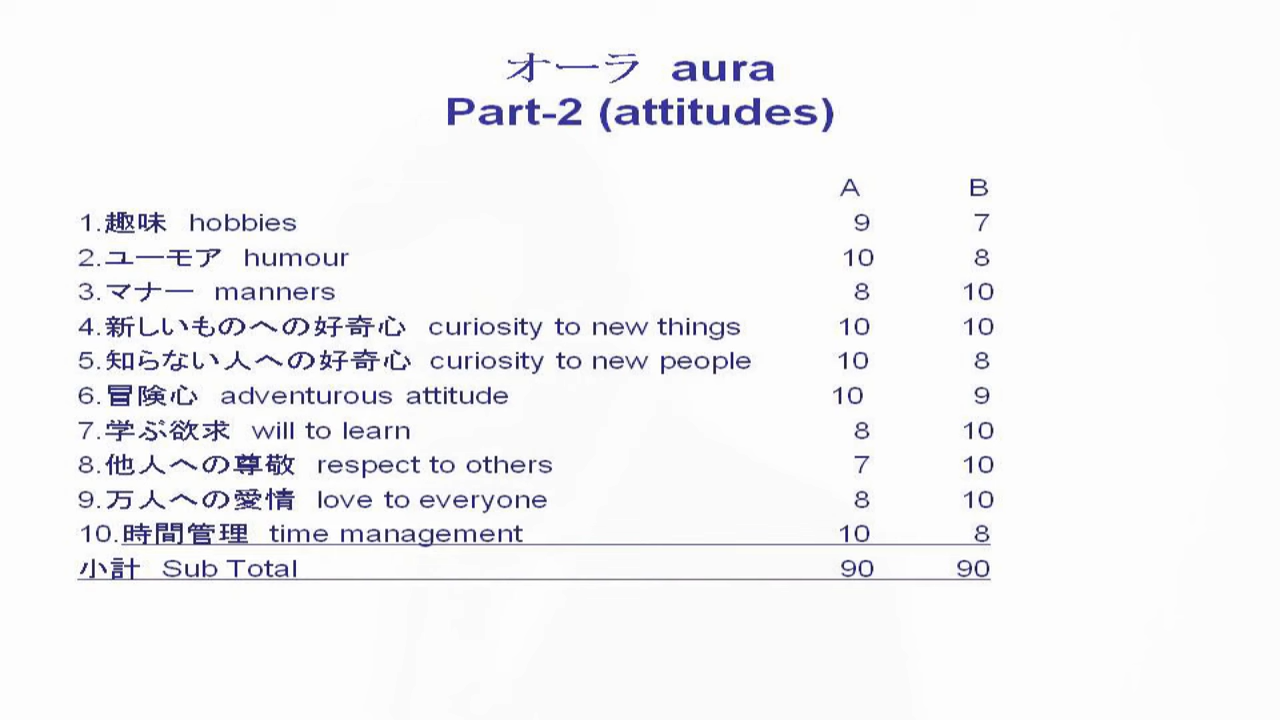 オーラ aura
Part-2 (attitudes)
A B
1.趣味 hobbies 9 7
2.ユーモア humour 10 8
3.マナー manners 8 10
4.新しいものへの好奇心 curiosity to new things 10 10
5.知らない人への好奇心 curiosity to new people 10 8
6.冒険心 adventurous attitude 10 9
7.学ぶ欲求 will to learn 8 10
8.他人への尊敬 respect to others 7 10
9.万人への愛情 love to everyone 8 10
10.時間管理 time management 10 8
小計 Sub Total 90 90